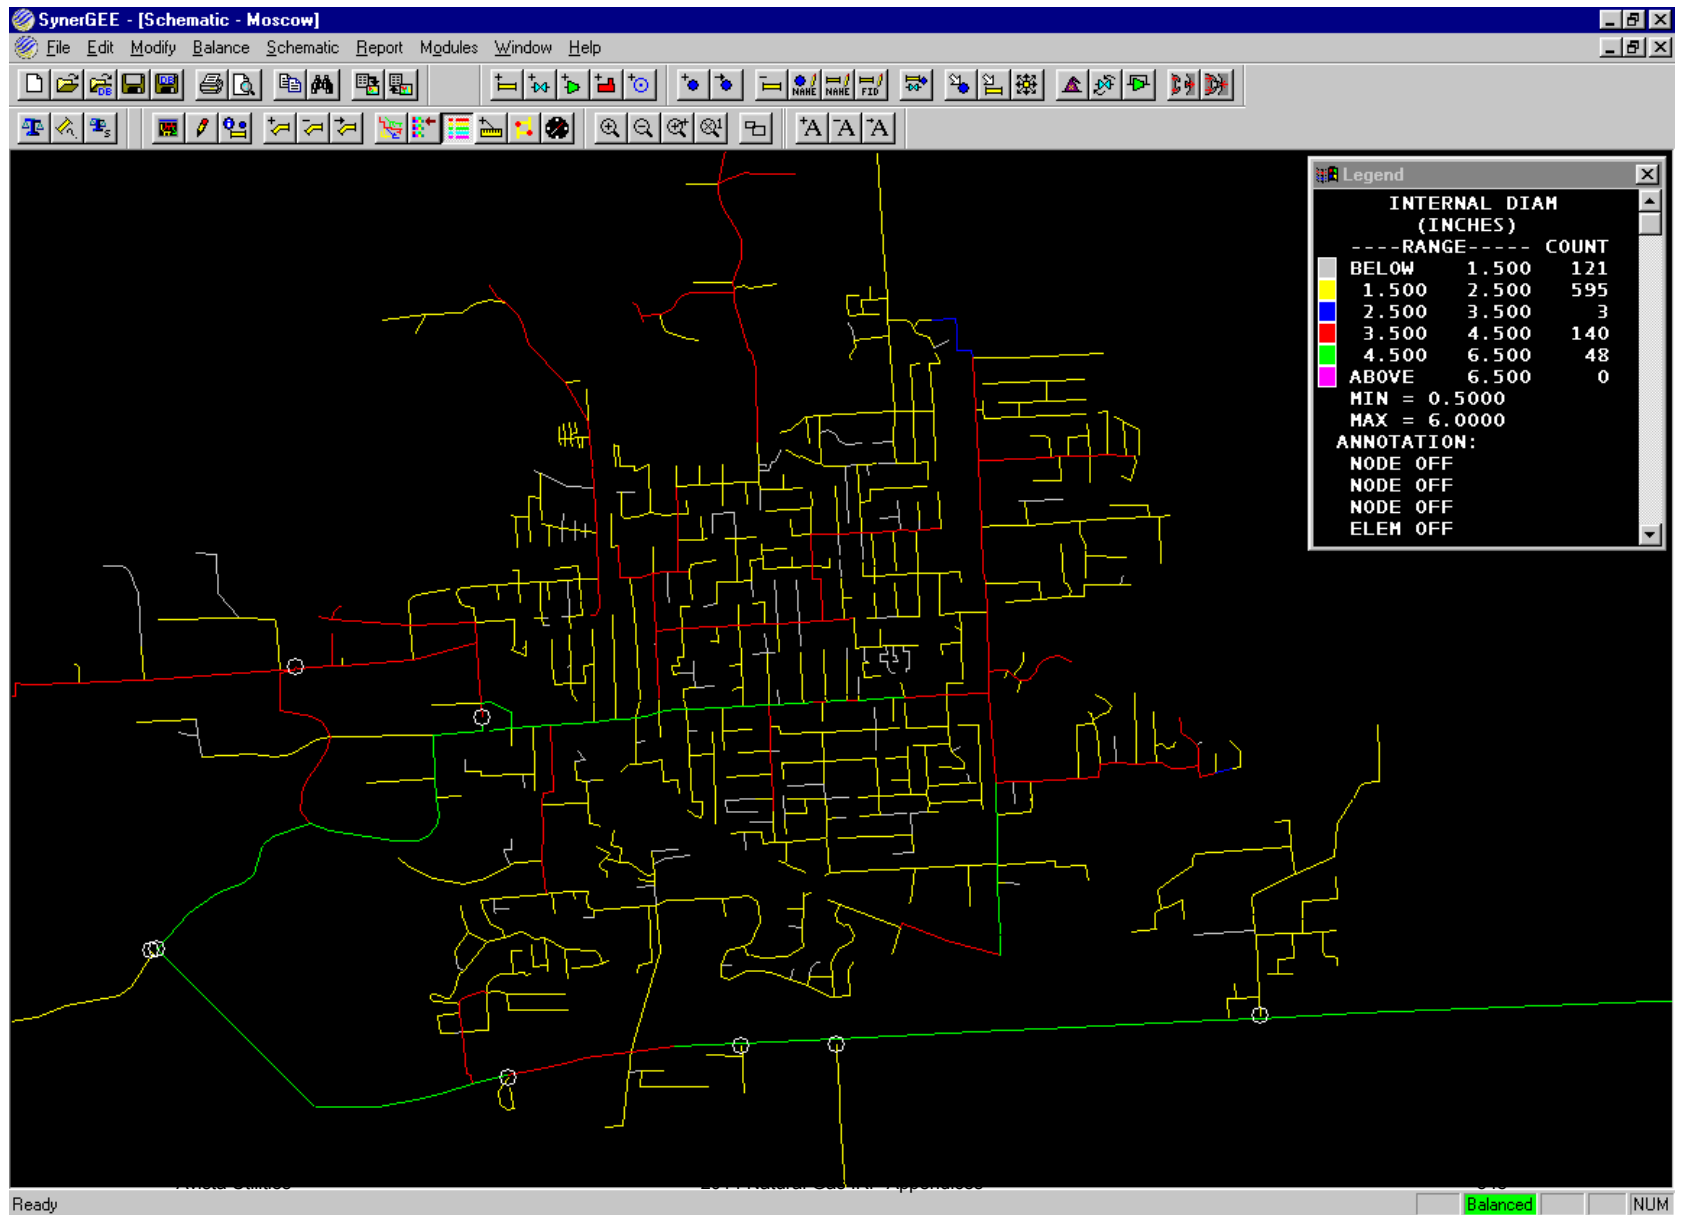 SynerGEE - [Schematic - Moscow]
File Edit Modify Balance Schematic Report Modules Window Help
DB DB NAME NAME FID
S A A A
Legend
INTERNAL DIAM
(INCHES)
----RANGE----- COUNT
BELOW 1.500 121
1.500 2.500 595
2.500 3.500 3
3.500 4.500 140
4.500 6.500 48
ABOVE 6.500 0
MIN = 0.5000
MAX = 6.0000
ANNOTATION:
NODE OFF
NODE OFF
NODE OFF
ELEM OFF
Ready Balanced NUM